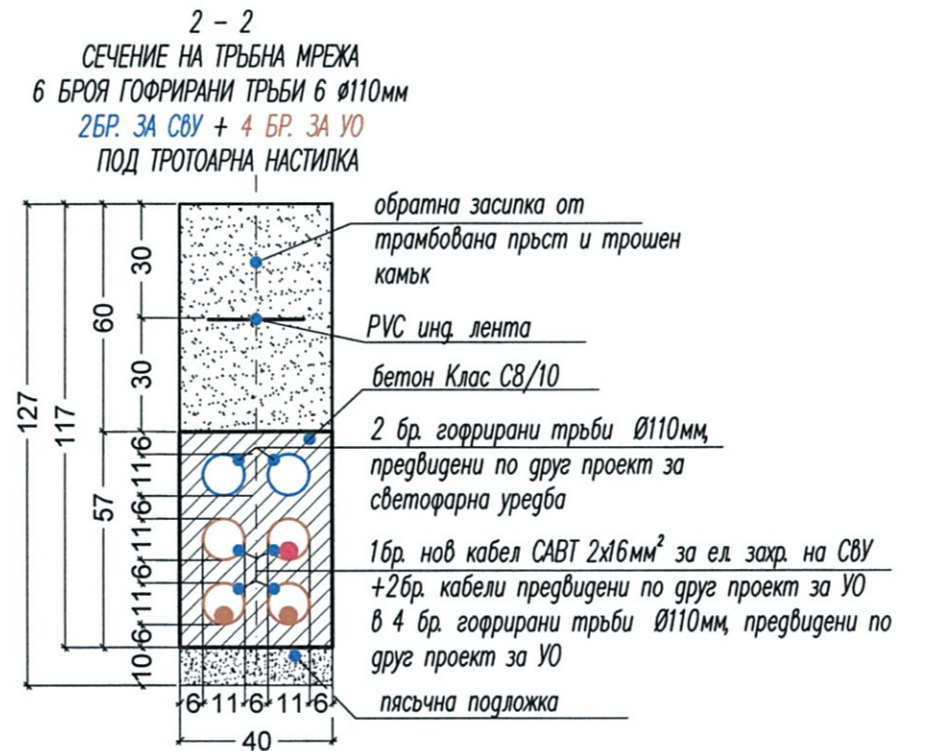 2 - 2
СЕЧЕНИЕ НА ТРЪБНА МРЕЖА
6 БРОЯ ГОФРИРАНИ ТРЪБИ 6 Ø110мм
2БР. ЗА СВУ + 4 БР. ЗА УО
ПОД ТРОТОАРНА НАСТИЛКА
обратна засипка от
трамбована пръст и трошен
камък
PVC инд. лента
бетон Клас С8/10
2 бр. гофрирани тръби Ø110мм,
предвидени по друг проект за
светофарна уредба
1бр. нов кабел САВТ 2х16мм² за ел. захр. на СВУ
+2бр. кабели предвидени по друг проект за УО
в 4 бр. гофрирани тръби Ø110мм, предвидени по
друг проект за УО
пясъчна подложка
127
117
60
57
10
30
30
6
11
6
11
6
11
6
6 11 6 11 6
40